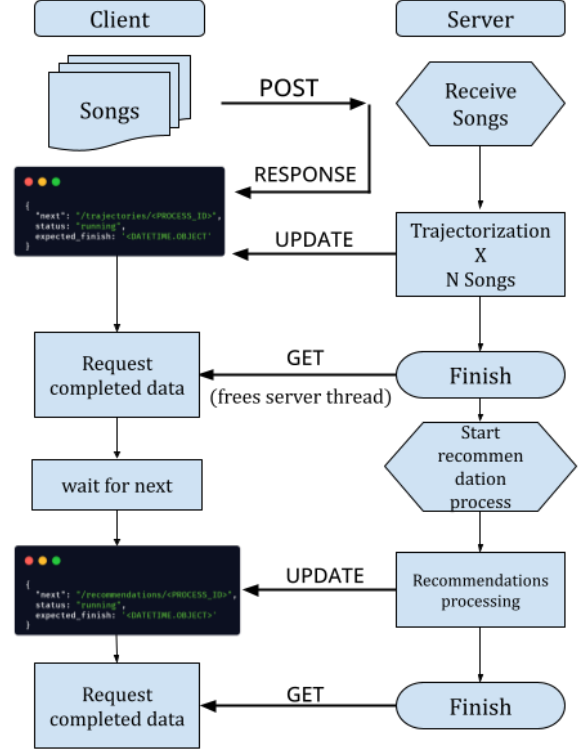 Client
Server
Songs
POST
Receive
Songs
RESPONSE
{
"next": "/trajectories/<PROCESS_ID>",
status: "running",
expected_finish: '<DATETIME.OBJECT'
}
UPDATE
Trajectorization
X
N Songs
Request
completed data
GET
(frees server thread)
Finish
Start
recommen
dation
process
wait for next
{
"next": "/recommendations/<PROCESS_ID>",
status: "running",
expected_finish: '<DATETIME.OBJECT>'
}
UPDATE
Recommendations
processing
Request
completed data
GET
Finish